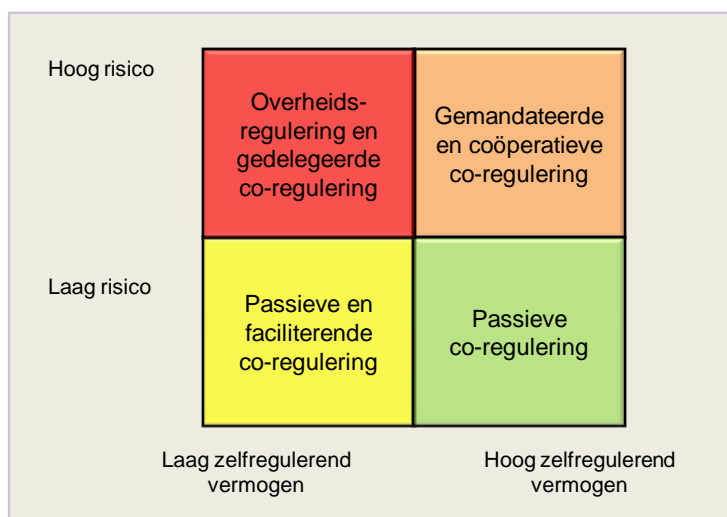 Hoog risico
Overheids-
regulering en
gedelegeerde
co-regulering
Gemandateerde
en coöperatieve
co-regulering
Laag risico
Passieve en
faciliterende
co-regulering
Passieve
co-regulering
Laag zelfregulerend
vermogen
Hoog zelfregulerend
vermogen